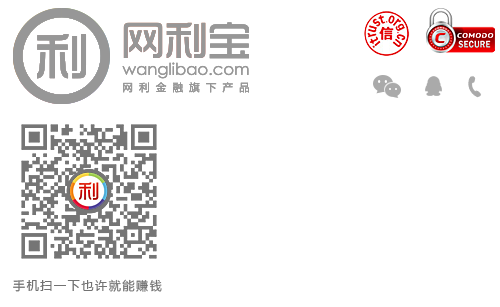 利
网利宝
wanglibao.com
网利金融旗下产品
itrust.org.cn
信
COMODO
SECURE
利
手机扫一下也许就能赚钱